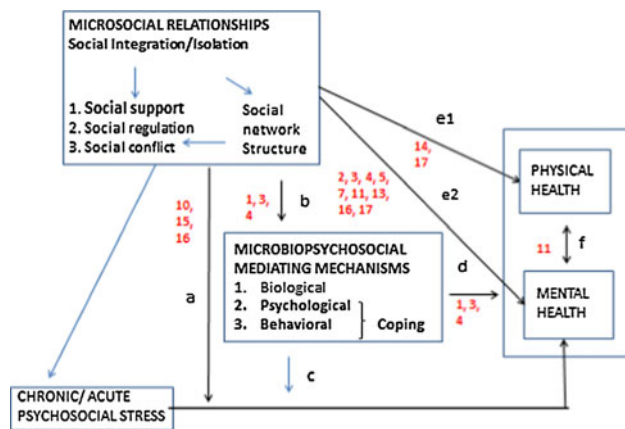 MICROSOCIAL RELATIONSHIPS
Social Integration/Isolation
1. Social support
2. Social regulation
3. Social conflict
Social
network
Structure
e1
14,
17
PHYSICAL
HEALTH
10,
15,
16
a
1, 3,
4
b
2, 3, 4, 5,
7, 11, 13,
16, 17
e2
11
f
MICROBIOPSYCHOSOCIAL
MEDIATING MECHANISMS
1. Biological
2. Psychological
3. Behavioral
Coping
d
1, 3,
4
MENTAL
HEALTH
c
CHRONIC/ ACUTE
PSYCHOSOCIAL STRESS